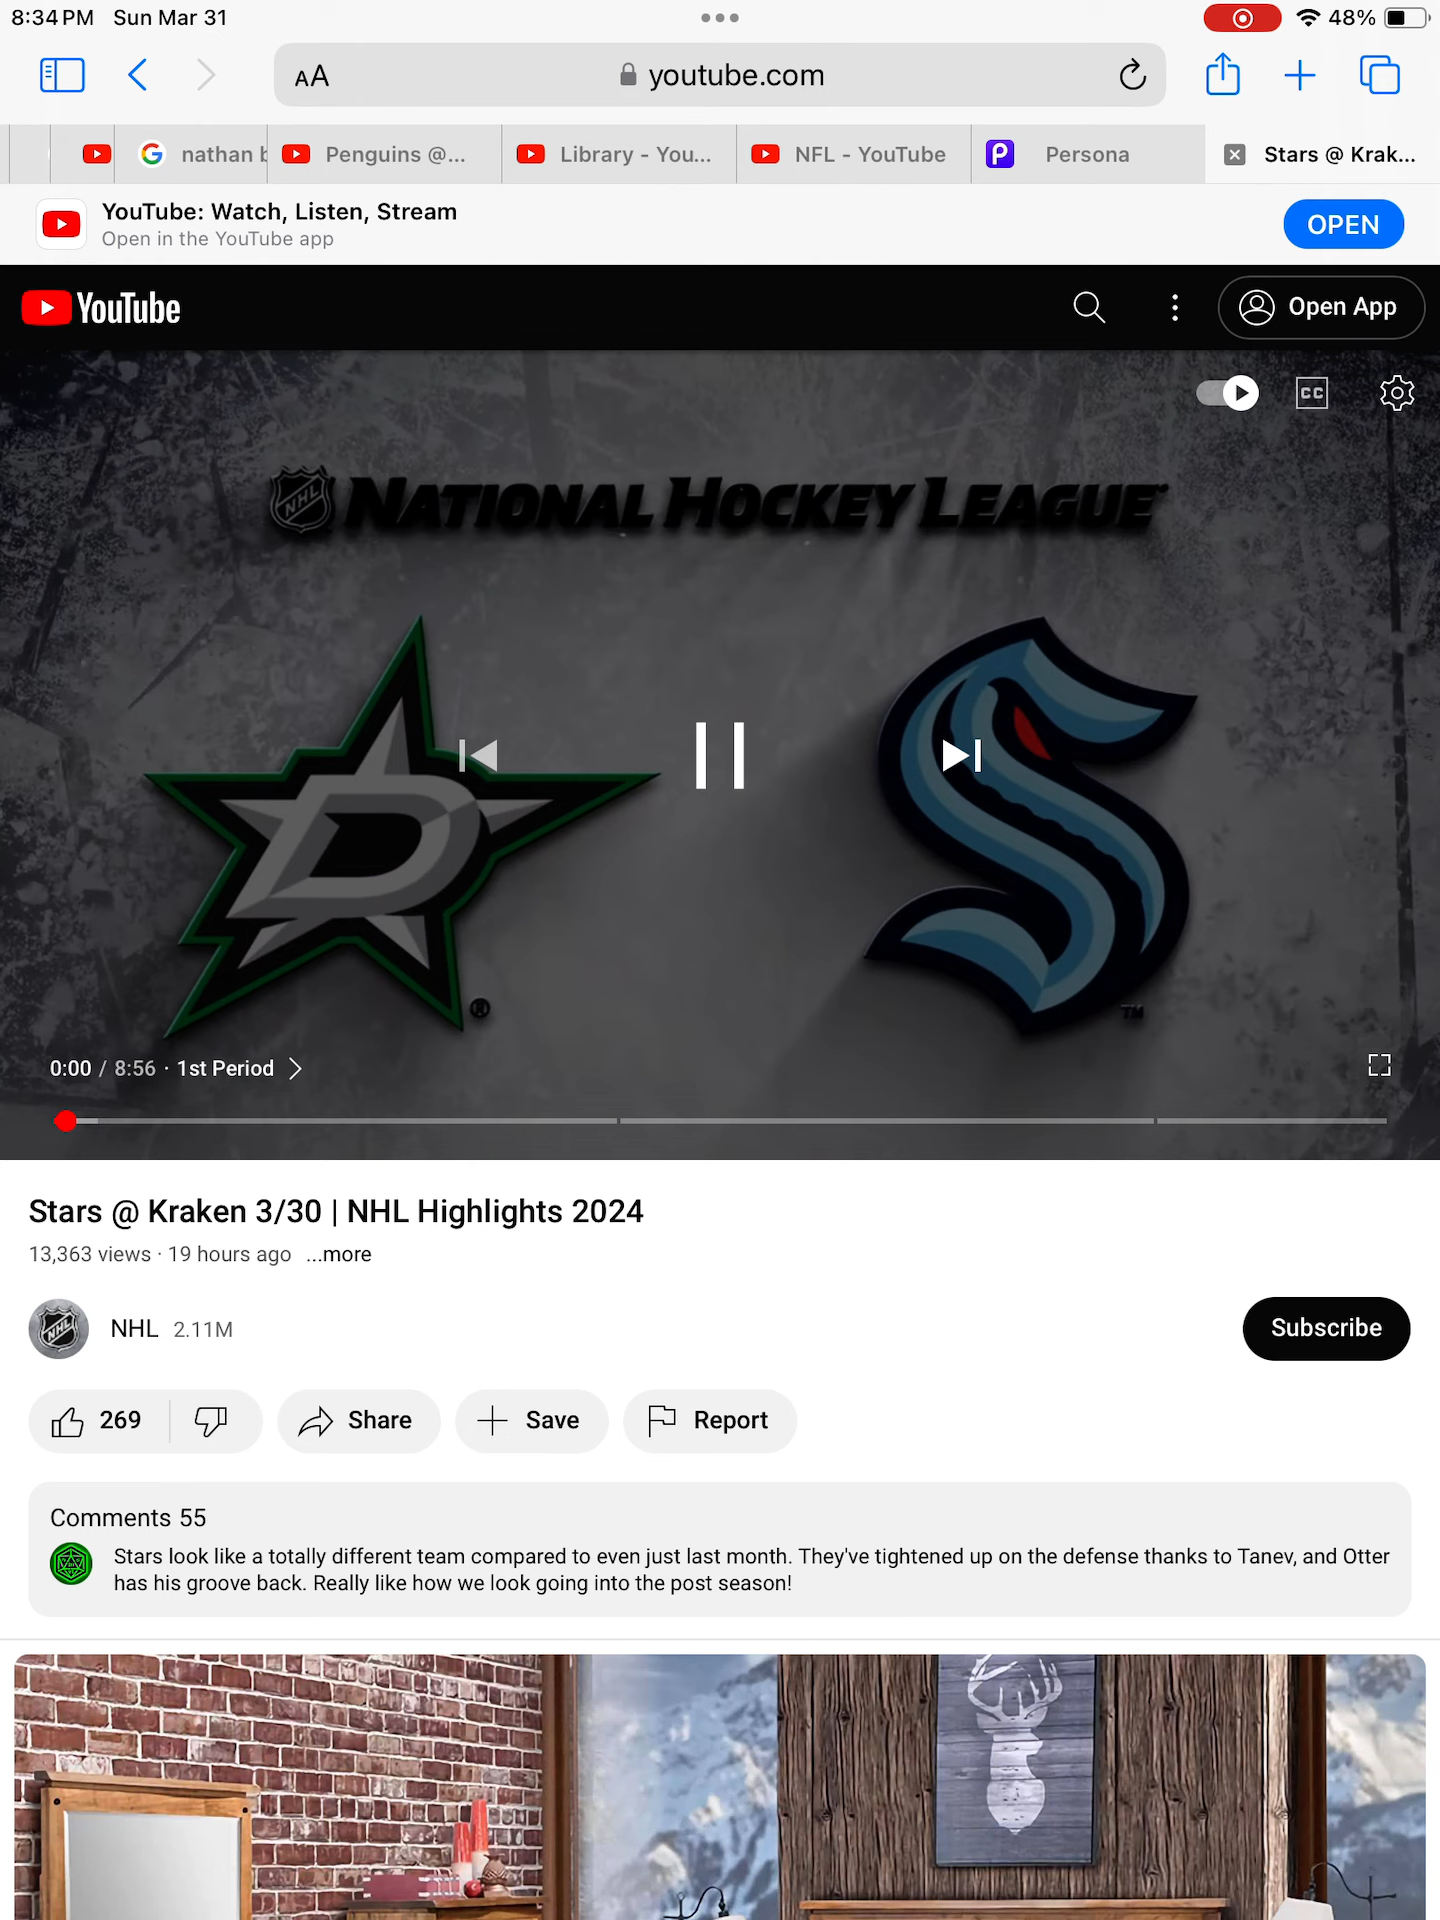 8:34 PM Sun Mar 31
48%
AA
youtube.com
nathan b
Penguins @...
Library - You...
NFL - YouTube
P
Persona
Stars @ Krak...
YouTube: Watch, Listen, Stream
Open in the YouTube app
OPEN
YouTube
Open App
CC
NHL NATIONAL HOCKEY LEAGUE
D
S
®
TM
0:00 / 8:56 · 1st Period
Stars @ Kraken 3/30 | NHL Highlights 2024
13,363 views · 19 hours ago ...more
NHL
NHL 2.11M
Subscribe
269
Share
Save
Report
Comments 55
Stars look like a totally different team compared to even just last month. They've tightened up on the defense thanks to Tanev, and Otter
has his groove back. Really like how we look going into the post season!